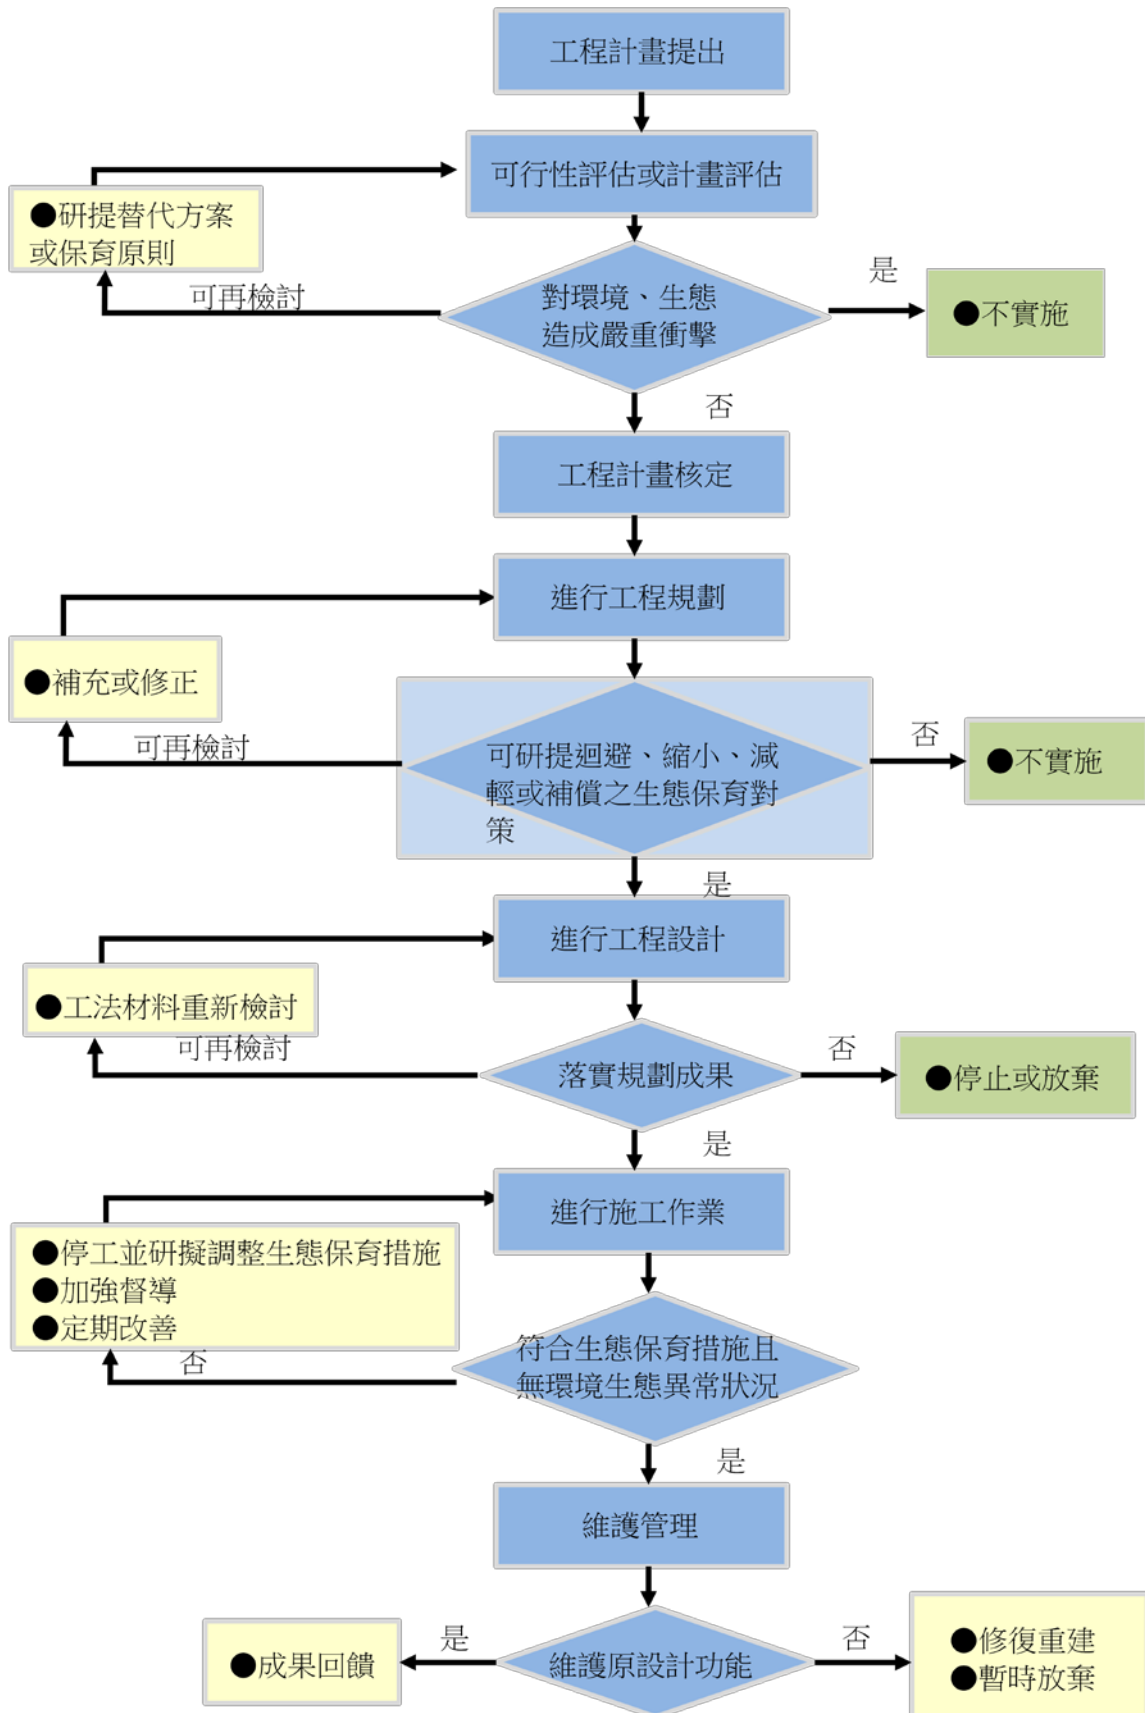 工程計畫提出
可行性評估或計畫評估
●研提替代方案
或保育原則
可再檢討
對環境、生態
造成嚴重衝擊
是
●不實施
否
工程計畫核定
進行工程規劃
●補充或修正
可再檢討
可研提迴避、縮小、減
輕或補償之生態保育對
策
否
●不實施
是
進行工程設計
●工法材料重新檢討
可再檢討
落實規劃成果
否
●停止或放棄
是
進行施工作業
●停工並研擬調整生態保育措施
●加強督導
●定期改善
否
符合生態保育措施且
無環境生態異常狀況
是
維護管理
維護原設計功能
是
●成果回饋
否
●修復重建
●暫時放棄